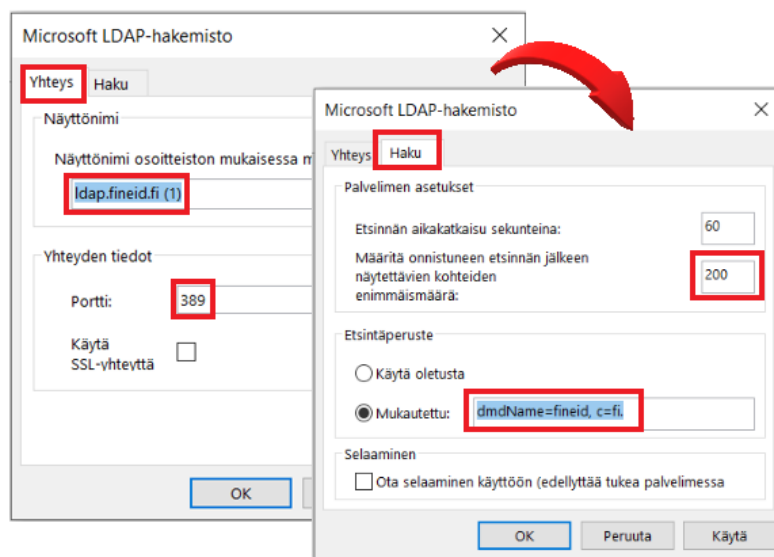 Microsoft LDAP-hakemisto
Yhteys
Haku
Näyttönimi
Näyttönimi osoitteiston mukaisessa
ldap.fineid.fi (1)
Yhteyden tiedot
Portti:
389
Käytä
SSL-yhteyttä
OK
Microsoft LDAP-hakemisto
Yhteys
Haku
Palvelimen asetukset
Etsinnän aikakatkaisu sekunteina:
60
Määritä onnistuneen etsinnän jälkeen
näytettävien kohteiden
enimmäismäärä:
200
Etsintäperuste
Käytä oletusta
Mukautettu:
dmdName=fineid, c=fi.
Selaaminen
Ota selaaminen käyttöön (edellyttää tukea palvelimessa
OK
Peruuta
Käytä